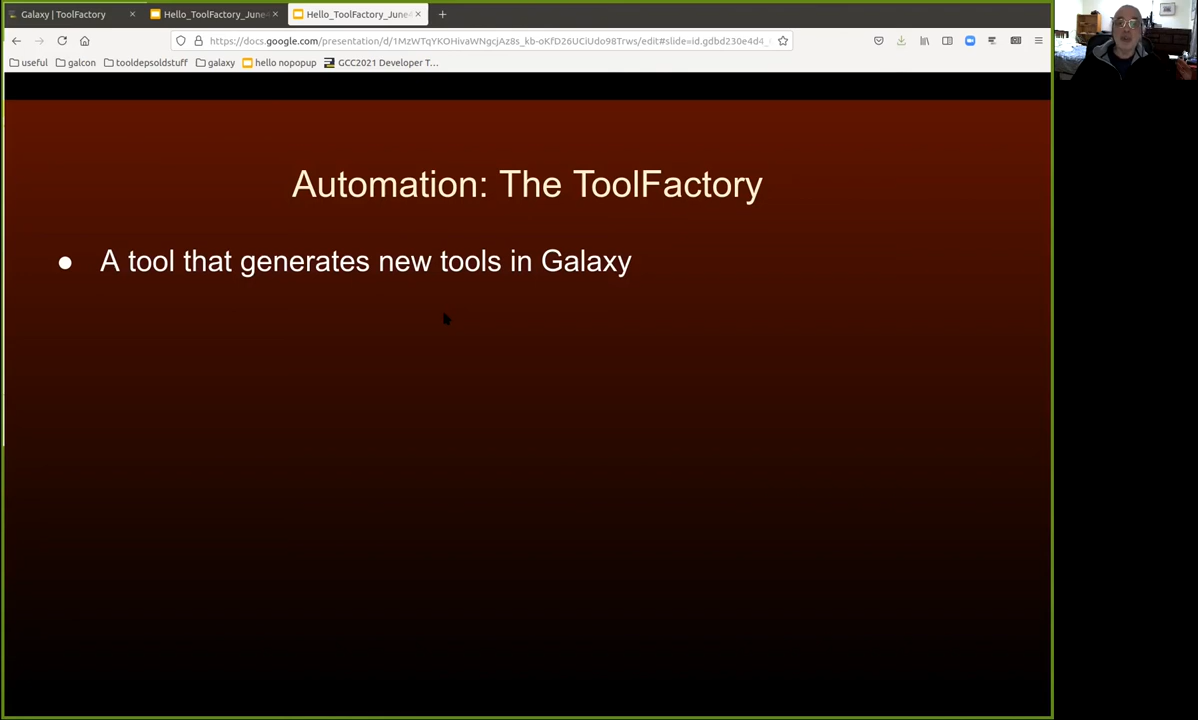 Galaxy | ToolFactory
Hello_ToolFactory_June
Hello_ToolFactory_June
https://docs.google.com/presentation/d/1MzWTqYKOHivaWNgcjAz8s_kb-oKfD26UCiUdo98Trws/edit#slide=id.gdbd230e4d4_
useful
galcon
tooldepsoldstuff
galaxy
hello nopopup
GCC2021 Developer T...
Automation: The ToolFactory
● A tool that generates new tools in Galaxy